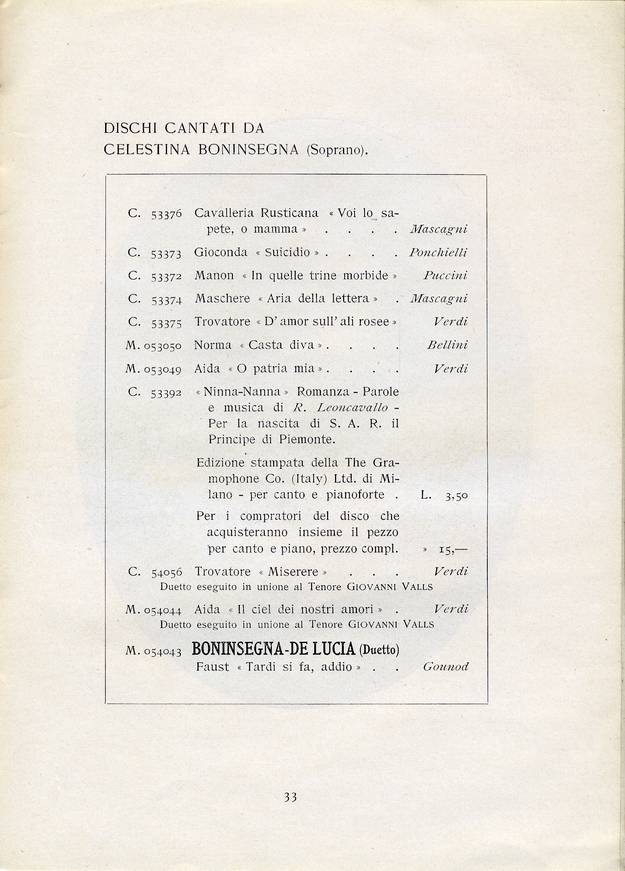 DISCHI CANTATI DA
CELESTINA BONINSEGNA (Soprano).
C. 53376 Cavalleria Rusticana « Voi lo sa-
pete, o mamma » . . . . Mascagni
C. 53373 Gioconda « Suicidio » . . . . Ponchielli
C. 53372 Manon « In quelle trine morbide » Puccini
C. 53374 Maschere « Aria della lettera » . Mascagni
C. 53375 Trovatore « D' amor sull' ali rosee » Verdi
M. 053050 Norma « Casta diva » . . . . Bellini
M. 053049 Aida « O patria mia » . . . . Verdi
C. 53392 « Ninna-Nanna » Romanza - Parole
e musica di R. Leoncavallo -
Per la nascita di S. A. R. il
Principe di Piemonte.
Edizione stampata della The Gra-
mophone Co. (Italy) Ltd. di Mi-
lano - per canto e pianoforte . L. 3,50
Per i compratori del disco che
acquisteranno insieme il pezzo
per canto e piano, prezzo compl. » 15,—
C. 54056 Trovatore « Miserere » . . . Verdi
Duetto eseguito in unione al Tenore GIOVANNI VALLS
M. 054044 Aida « Il ciel dei nostri amori » . Verdi
Duetto eseguito in unione al Tenore GIOVANNI VALLS
M. 054043 BONINSEGNA-DE LUCIA (Duetto)
Faust « Tardi si fa, addio » . . Gounod
33